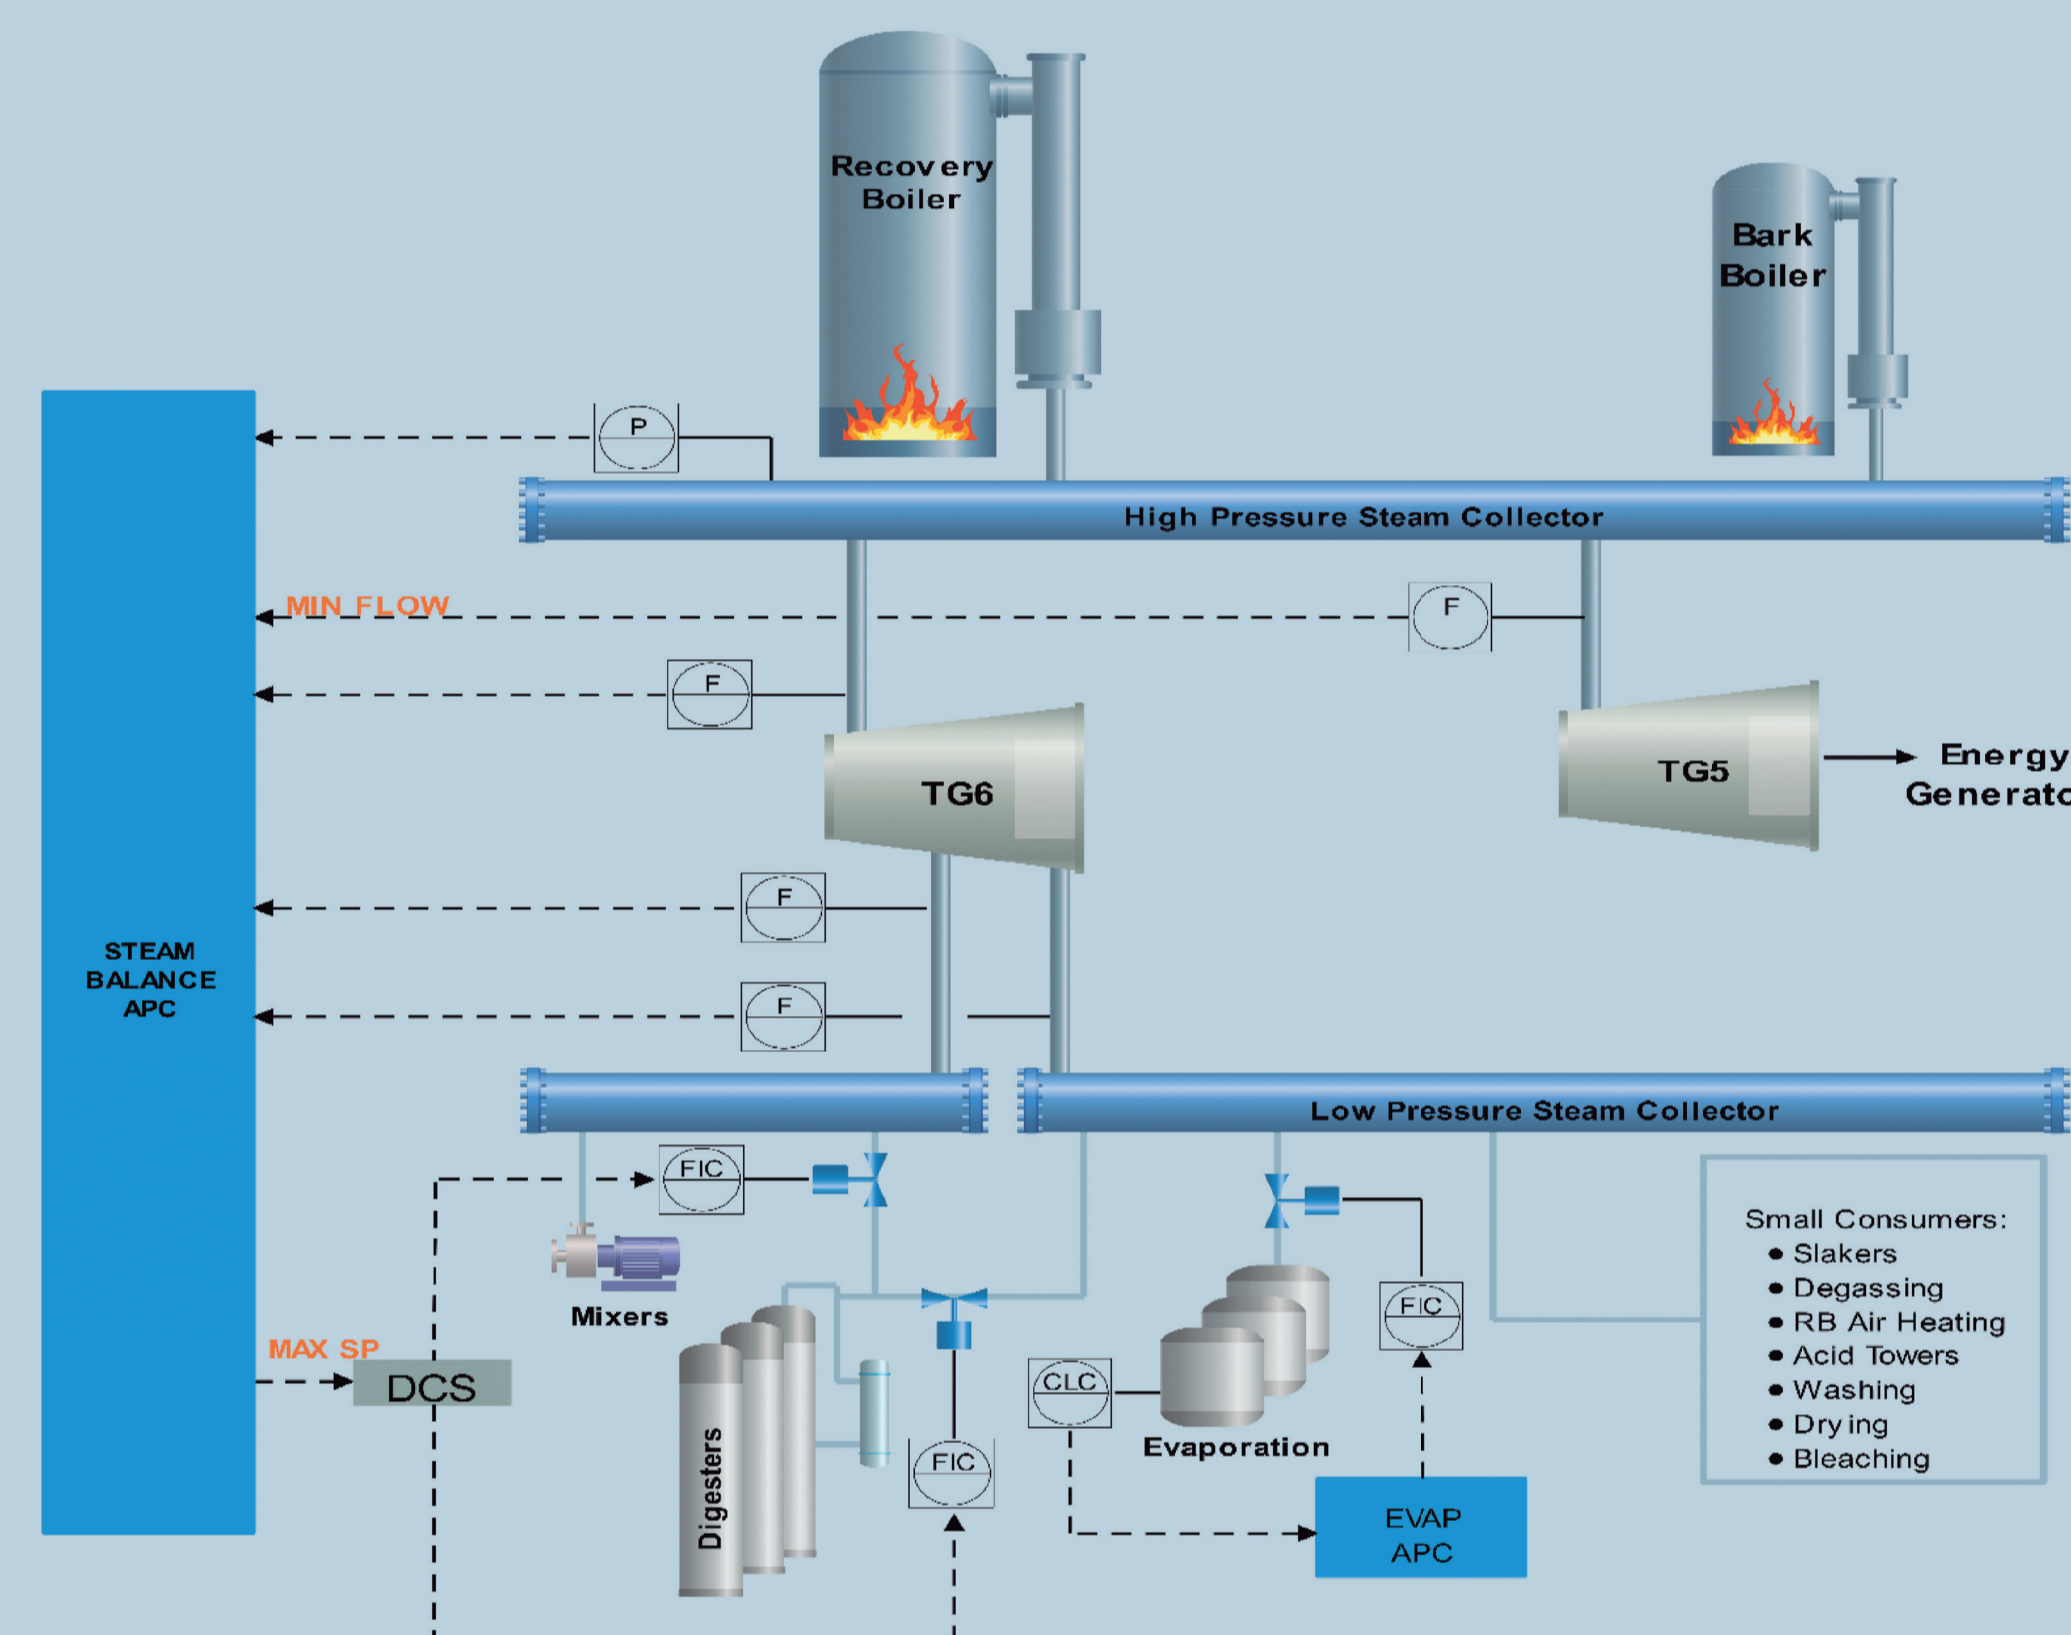 Recovery
Boiler
Bark
Boiler
P
High Pressure Steam Collector
MIN FLOW
F
F
TG6
TG5
Energy
F
STEAM
BALANCE
APC
F
Low Pressure Steam Collector
FIC
MAX SP
DCS
Mixers
Digesters
FIC
CLC
Evaporation
FIC
EVAP
APC
Small Consumers:
• Slakers
• Degassing
• RB Air Heating
• Acid Towers
• Washing
• Drying
• Bleaching